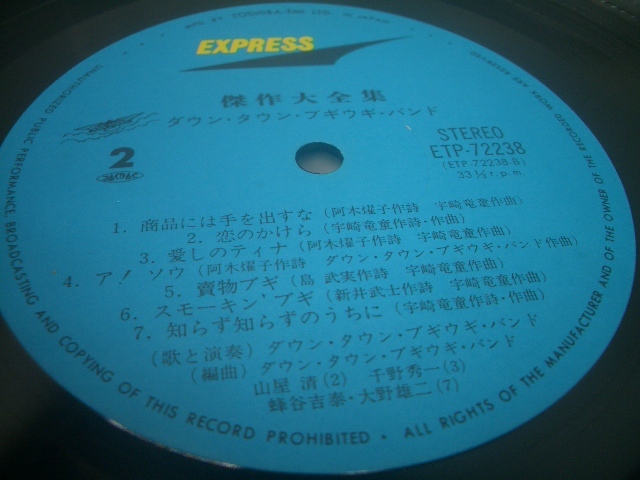 MFD. BY TOSHIBA-EMI LTD. IN JAPAN
EXPRESS
傑作大全集
ダウン・タウン・ブギウギ・バンド
2
STEREO
ETP-72238
(ETP-72238.B)
33⅓ r.p.m
1. 商品には手を出すな (阿木燿子作詩 宇崎竜童作曲)
2. 恋のかけら (宇崎竜童作詩・作曲)
3. 愛しのティナ (阿木燿子作詩 宇崎竜童作曲)
4. ア! ソウ (阿木燿子作詩 ダウン・タウン・ブギウギ・バンド作曲)
5. 賣物ブギ (島 武実作詩 宇崎竜童作曲)
6. スモーキン' ブギ (新井武士作詩 宇崎竜童作曲)
7. 知らず知らずのうちに (宇崎竜童作詩・作曲)
(歌と演奏) ダウン・タウン・ブギウギ・バンド
(編曲) ダウン・タウン・ブギウギ・バンド
山屋 清(2) 千野秀一(3)
蜂谷吉泰・大野雄二(7)
UNAUTHORIZED PUBLIC PERFORMANCE, BROADCASTING AND COPYING OF THIS RECORD PROHIBITED • ALL RIGHTS OF THE MANUFACTURER AND OF THE OWNER OF THE RECORDED WORK ARE RESERVED